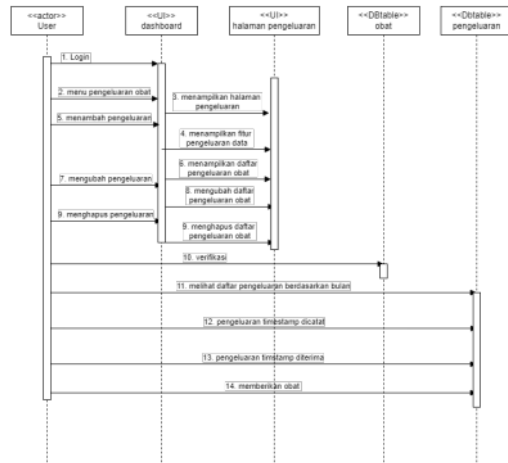 <<actor>>
User
<<UI>>
dashboard
<<UI>>
halaman pengeluaran
<<DBtable>>
obat
<<Dbtable>>
pengeluaran
1. Login
2. menu pengeluaran obat
3. menampilkan halaman
pengeluaran
5. menambah pengeluaran
4. menampilkan fitur
pengeluaran data
6. menampilkan daftar
pengeluaran obat
7. mengubah pengeluaran
8. mengubah daftar
pengeluaran obat
9. menghapus pengeluaran
9. menghapus daftar
pengeluaran obat
10. verifikasi
11. melihat daftar pengeluaran berdasarkan bulan
12. pengeluaran timestamp dicatat
13. pengeluaran timstamp diterima
14. memberikan obat